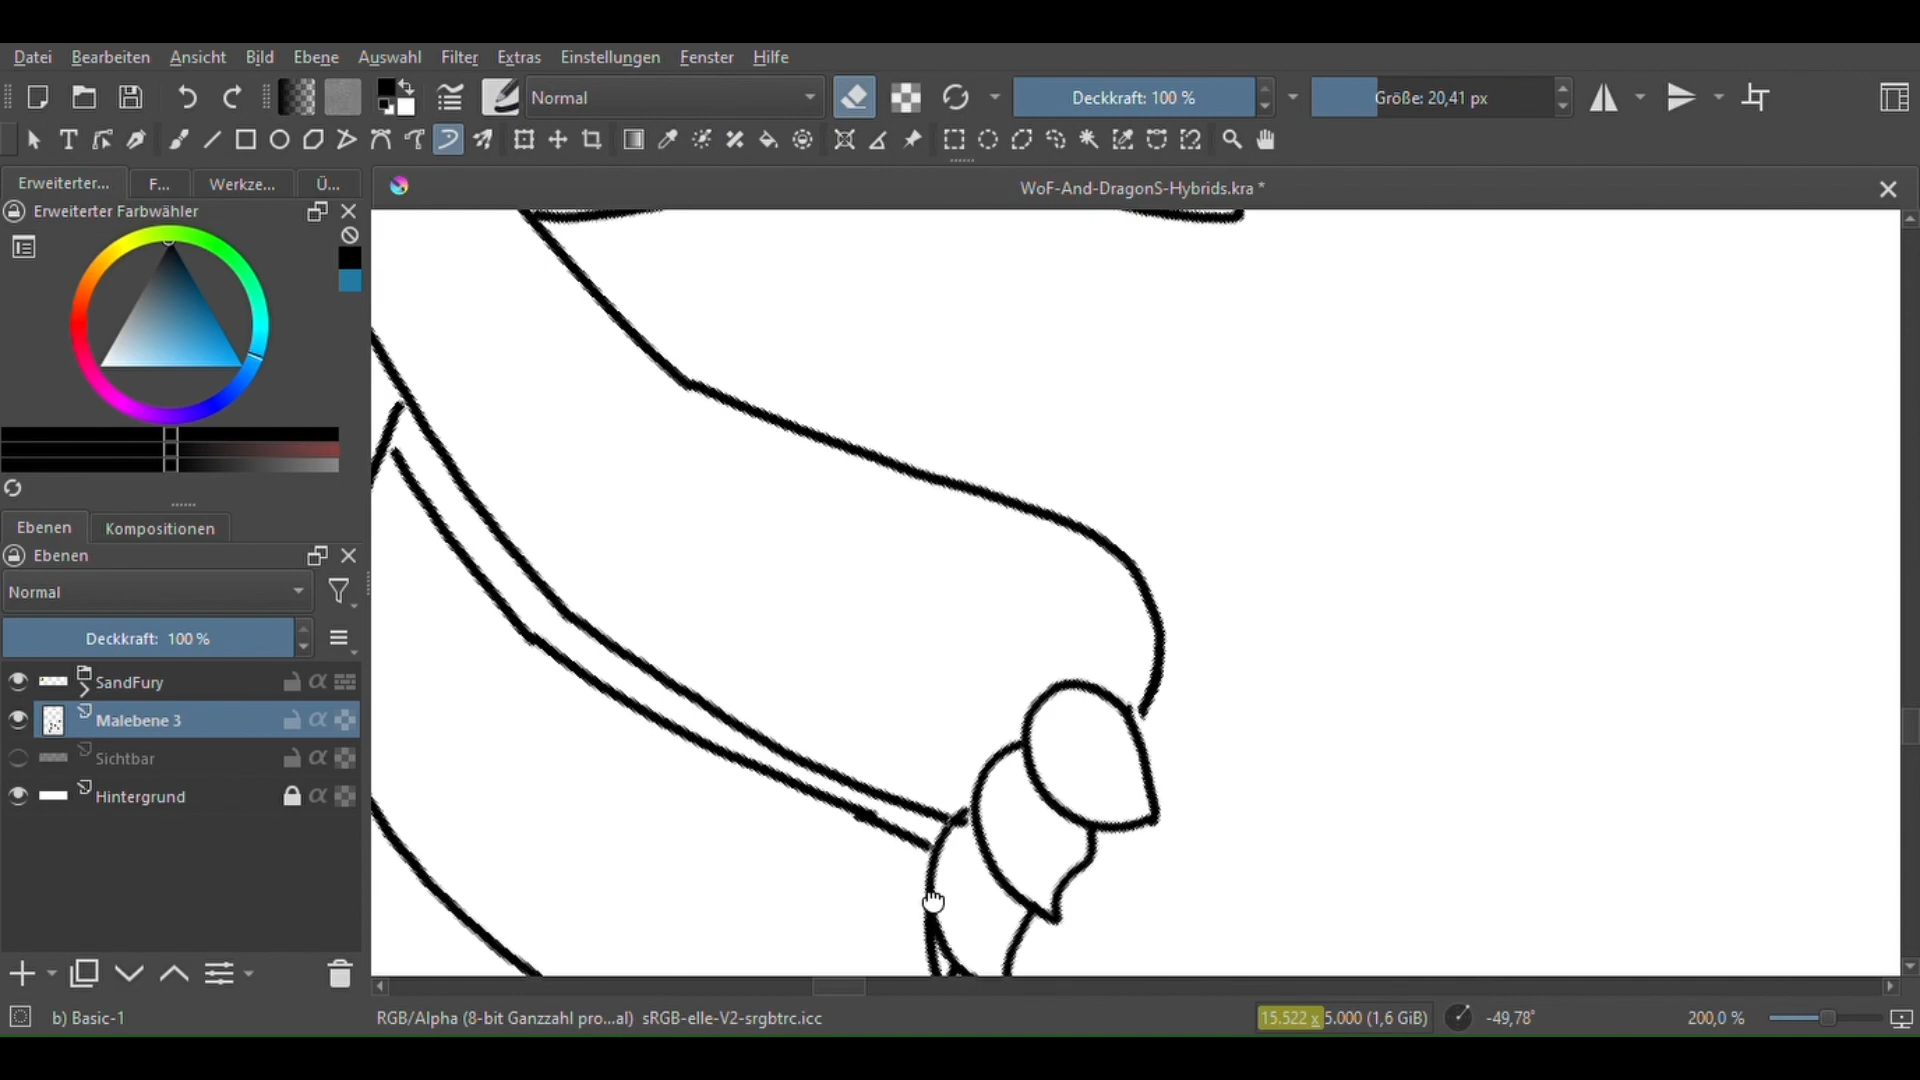 Datei Bearbeiten Ansicht Bild Ebene Auswahl Filter Extras Einstellungen Fenster Hilfe
Normal Deckkraft: 100 % Größe: 20,41 px
Erweiterter... F... Werkze... Ü... WoF-And-DragonS-Hybrids.kra *
Erweiterter Farbwähler
Ebenen Kompositionen
Ebenen
Normal
Deckkraft: 100 %
SandFury
Malebene 3
Sichtbar
Hintergrund
b) Basic-1 RGB/Alpha (8-bit Ganzzahl pro...al) sRGB-elle-V2-srgbtrc.icc 15.522 x 5.000 (1,6 GiB) -49,78° 200,0 %